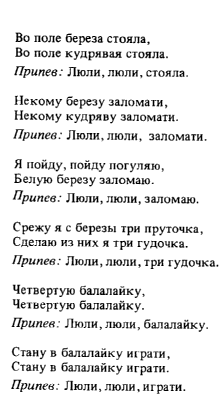 Во поле береза стояла,
Во поле кудрявая стояла.
Припев: Люли, люли, стояла.
Некому березу заломати,
Некому кудряву заломати.
Припев: Люли, люли, заломати.
Я пойду, пойду погуляю,
Белую березу заломаю.
Припев: Люли, люли, заломаю.
Срежу я с березы три пруточка,
Сделаю из них я три гудочка.
Припев: Люли, люли, три гудочка.
Четвертую балалайку,
Четвертую балалайку.
Припев: Люли, люли, балалайку.
Стану в балалайку играти,
Стану в балалайку играти.
Припев: Люли, люли, играти.